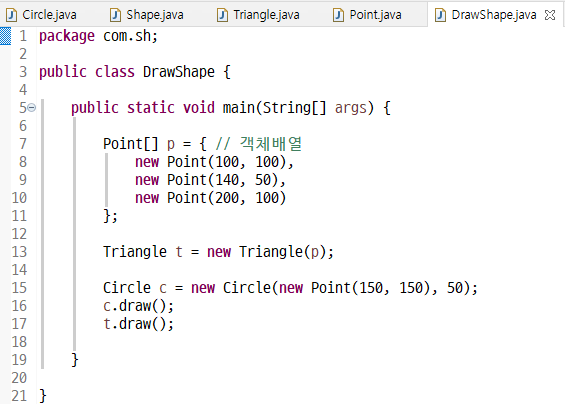 Circle.java Shape.java Triangle.java Point.java DrawShape.java
1 package com.sh;
2
3 public class DrawShape {
4
5 public static void main(String[] args) {
6
7 Point[] p = { // 객체배열
8 new Point(100, 100),
9 new Point(140, 50),
10 new Point(200, 100)
11 };
12
13 Triangle t = new Triangle(p);
14
15 Circle c = new Circle(new Point(150, 150), 50);
16 c.draw();
17 t.draw();
18
19 }
20
21 }